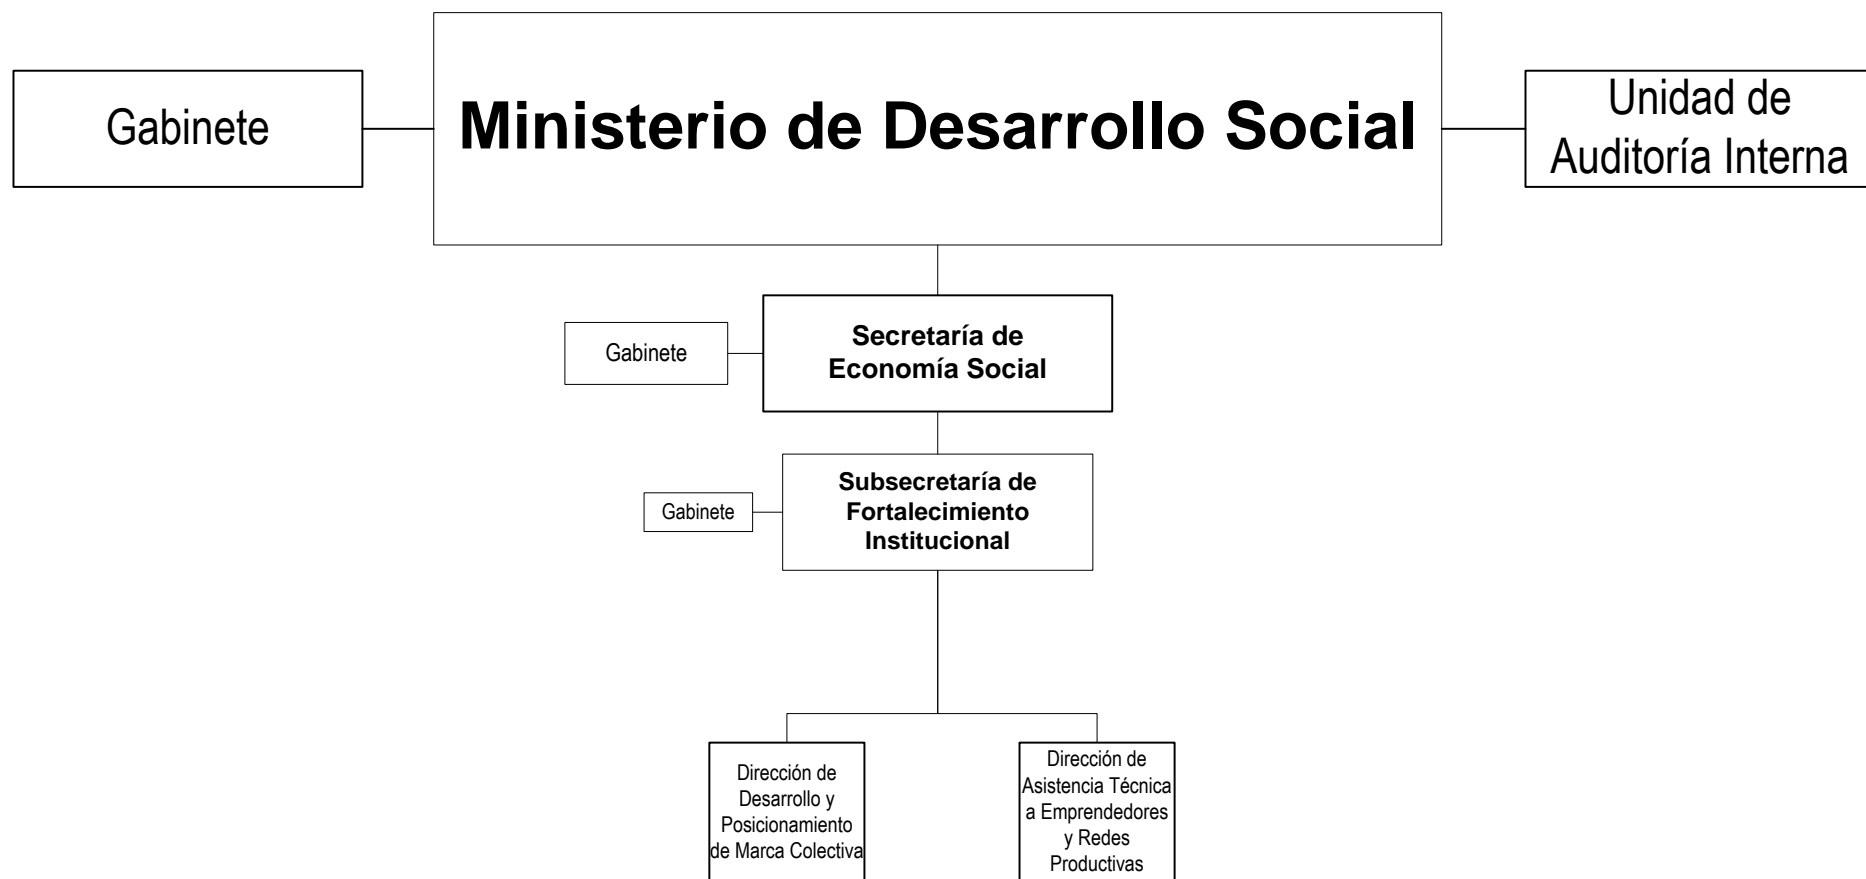 Gabinete
Ministerio de Desarrollo Social
Unidad de
Auditoría Interna
Secretaría de
Economía Social
Gabinete
Subsecretaría de
Fortalecimiento
Institucional
Gabinete
Dirección de
Desarrollo y
Posicionamiento
de Marca Colectiva
Dirección de
Asistencia Técnica
a Emprendedores
y Redes
Productivas